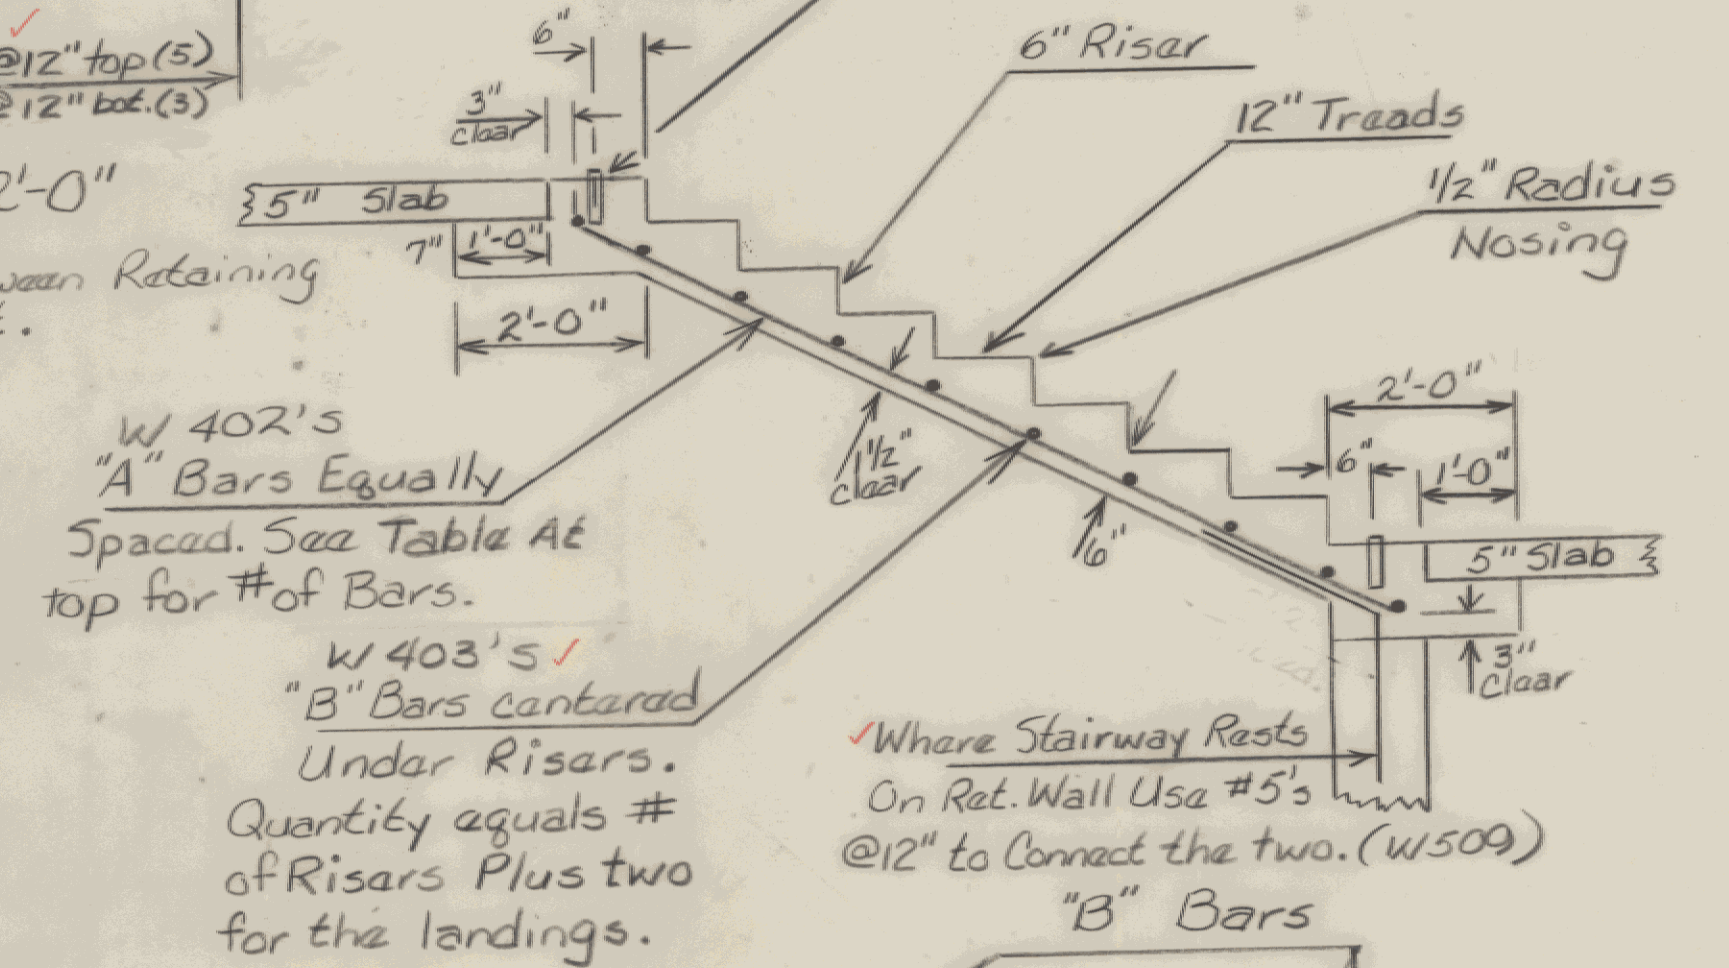 @12" top (5)
@ 12" bot. (3)
2'-0"
Retaining
6"
3"
clear
5" Slab
7"
1'-0"
2'-0"
6" Riser
12" Treads
1/2" Radius
Nosing
W 402's
"A" Bars Equally
Spaced. See Table At
top for # of Bars.
1 1/2"
clear
6"
2'-0"
6"
1'-0"
5" Slab
3"
clear
W 403's
"B" Bars centered
Under Risers.
Quantity equals #
of Risers Plus two
for the landings.
Where Stairway Rests
On Ret. Wall Use #5's
@12" to Connect the two. (W509)
"B" Bars